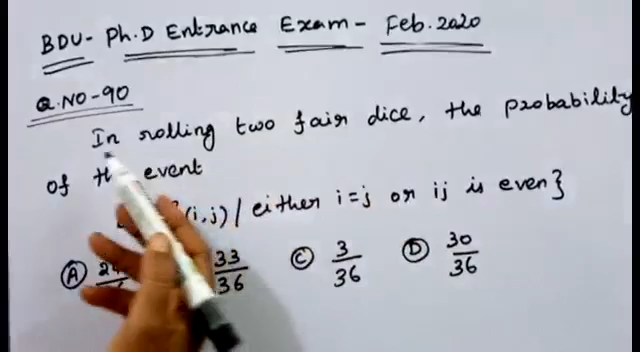 BDU- Ph.D Entrance Exam- Feb.2020
Q.NO-90
In rolling two fair dice, the probability
of the event
(i,j)/ either i=j or ij is even}
A 33/36 C 3/36 D 30/36